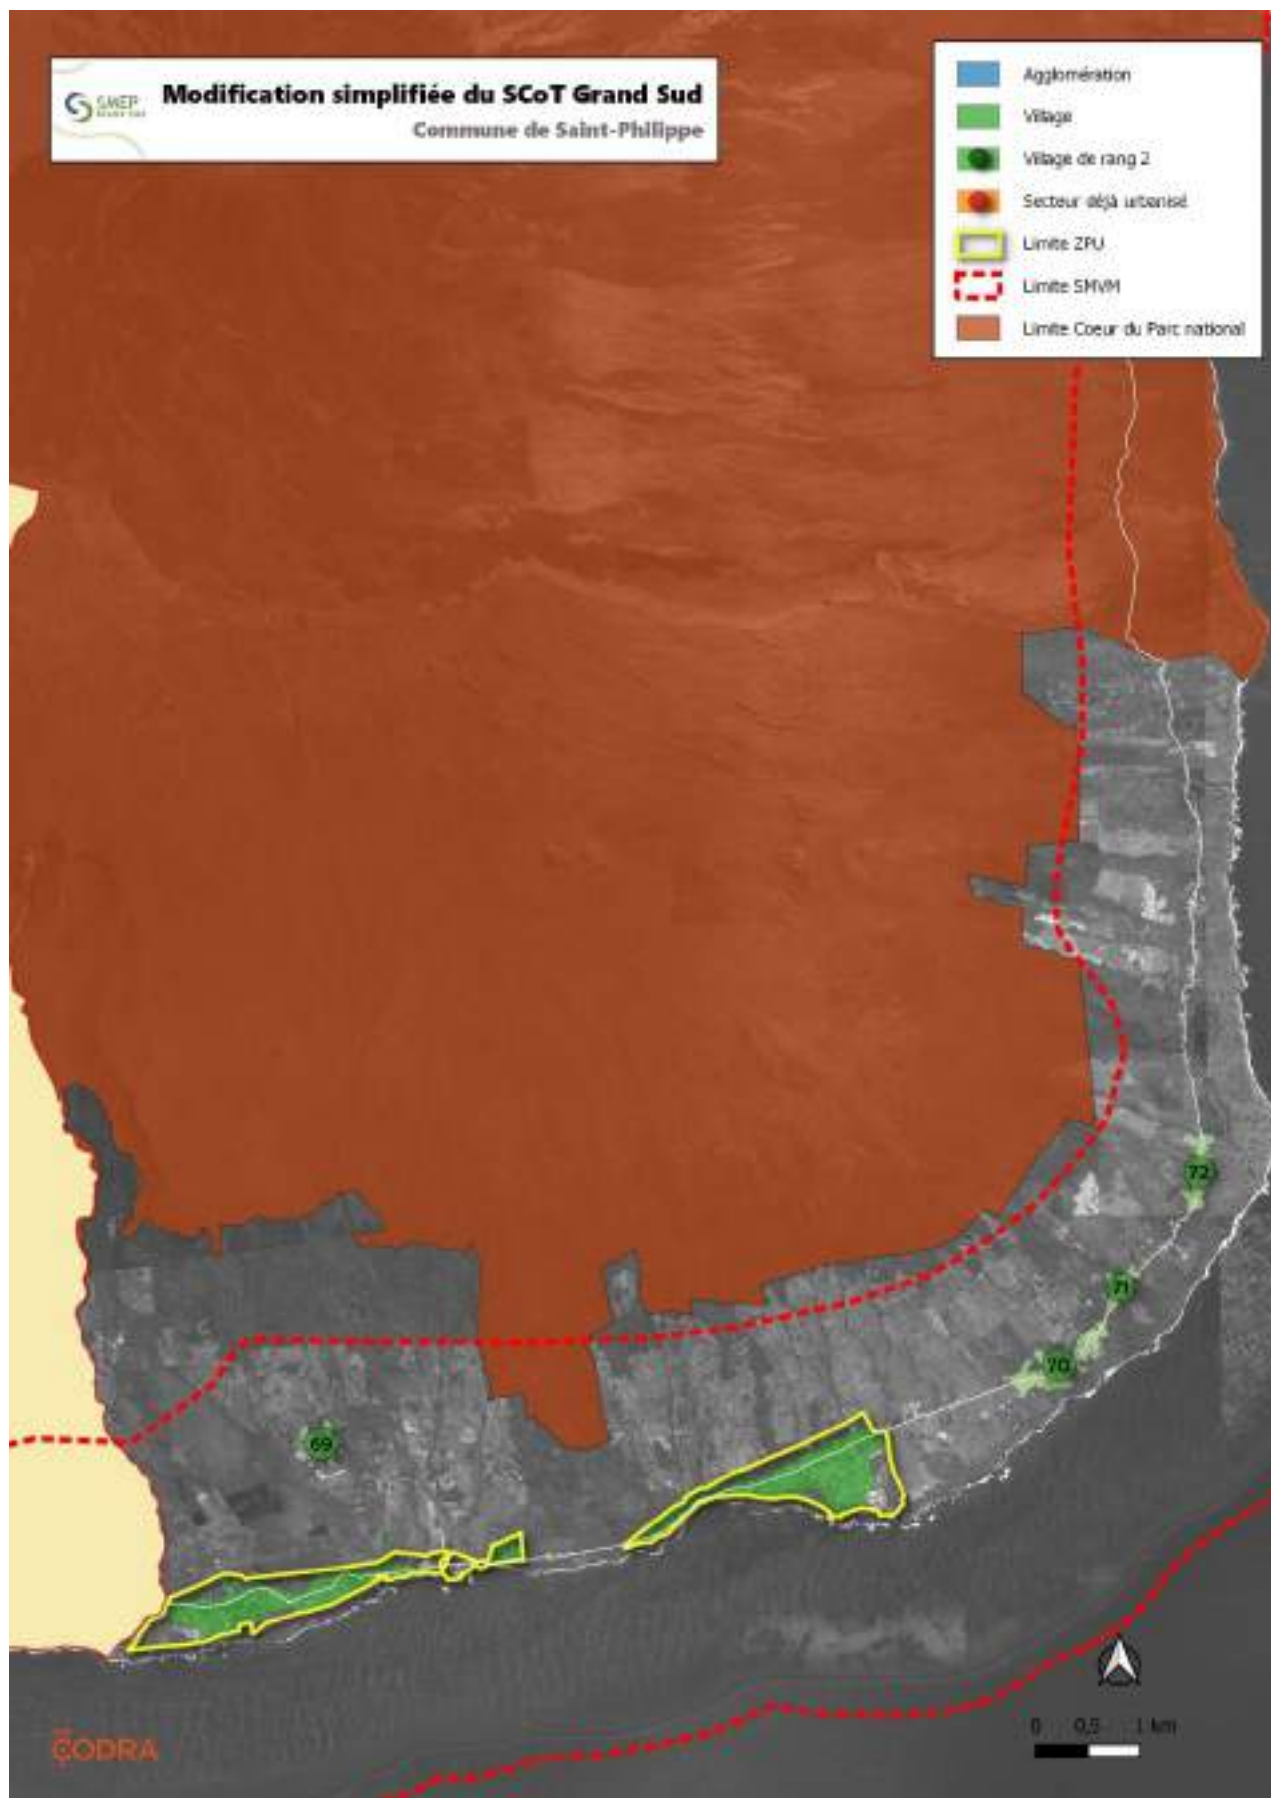 SMEP
Modification simplifiée du SCoT Grand Sud
Commune de Saint-Philippe
Agglomération
Village
Village de rang 2
Secteur déjà urbanisé
Limite ZPU
Limite SMVM
Limite Coeur du Parc national
72
71
70
69
0 0,5 1 km
CODRA